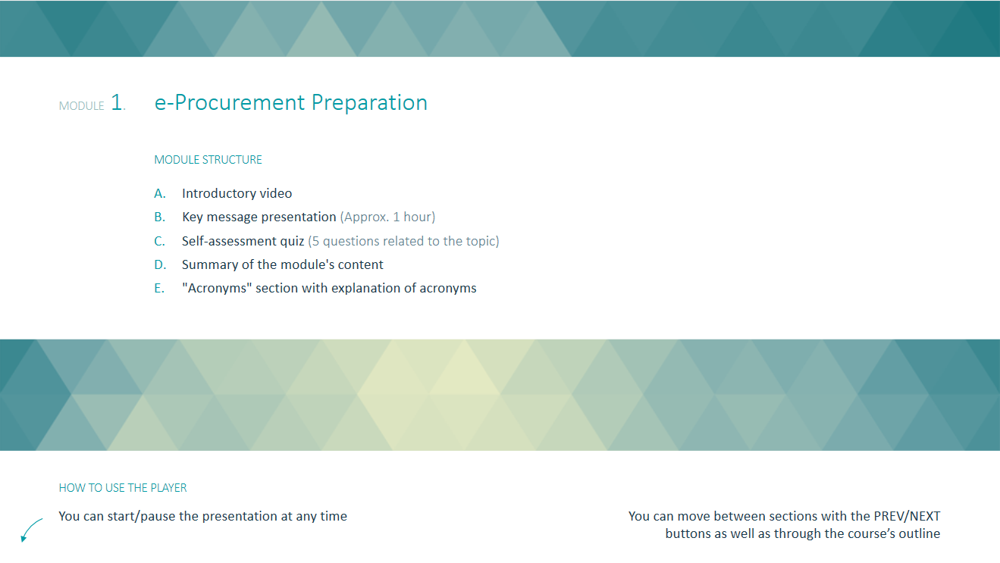 MODULE 1. e-Procurement Preparation
MODULE STRUCTURE
A. Introductory video
B. Key message presentation (Approx. 1 hour)
C. Self-assessment quiz (5 questions related to the topic)
D. Summary of the module's content
E. "Acronyms" section with explanation of acronyms
HOW TO USE THE PLAYER
You can start/pause the presentation at any time
You can move between sections with the PREV/NEXT
buttons as well as through the course’s outline